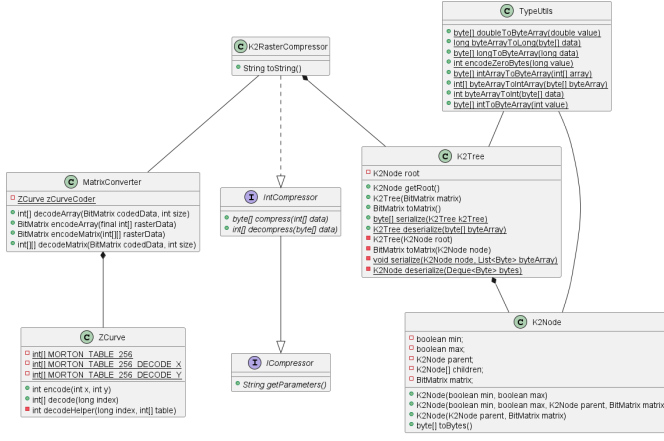 C TypeUtils
byte[] doubleToByteArray(double value)
long byteArrayToLong(byte[] data)
byte[] longToByteArray(long data)
int encodeZeroBytes(long value)
byte[] intArrayToByteArray(int[] array)
int[] byteArrayToIntArray(byte[] byteArray)
int byteArrayToInt(byte[] data)
byte[] intToByteArray(int value)
C K2RasterCompressor
String toString()
C K2Tree
K2Node root
K2Node getRoot()
K2Tree(BitMatrix matrix)
BitMatrix toMatrix()
byte[] serialize(K2Tree k2Tree)
K2Tree deserialize(byte[] byteArray)
K2Tree(K2Node root)
BitMatrix toMatrix(K2Node node)
void serialize(K2Node node, List<Byte> byteArray)
K2Node deserialize(Deque<Byte> bytes)
C MatrixConverter
ZCurve zCurveCoder
int[] decodeArray(BitMatrix codedData, int size)
BitMatrix encodeArray(final int[] rasterData)
BitMatrix encodeMatrix(int[][] rasterData)
int[][] decodeMatrix(BitMatrix codedData, int size)
I IntCompressor
byte[] compress(int[] data)
int[] decompress(byte[] data)
C ZCurve
int[] MORTON_TABLE_256
int[] MORTON_TABLE_256_DECODE_X
int[] MORTON_TABLE_256_DECODE_Y
int encode(int x, int y)
int[] decode(long index)
int decodeHelper(long index, int[] table)
I ICompressor
String getParameters()
C K2Node
boolean min;
boolean max;
K2Node parent;
K2Node[] children;
BitMatrix matrix;
K2Node(boolean min, boolean max)
K2Node(boolean min, boolean max, K2Node parent, BitMatrix matrix
K2Node(K2Node parent, BitMatrix matrix)
byte[] toBytes()